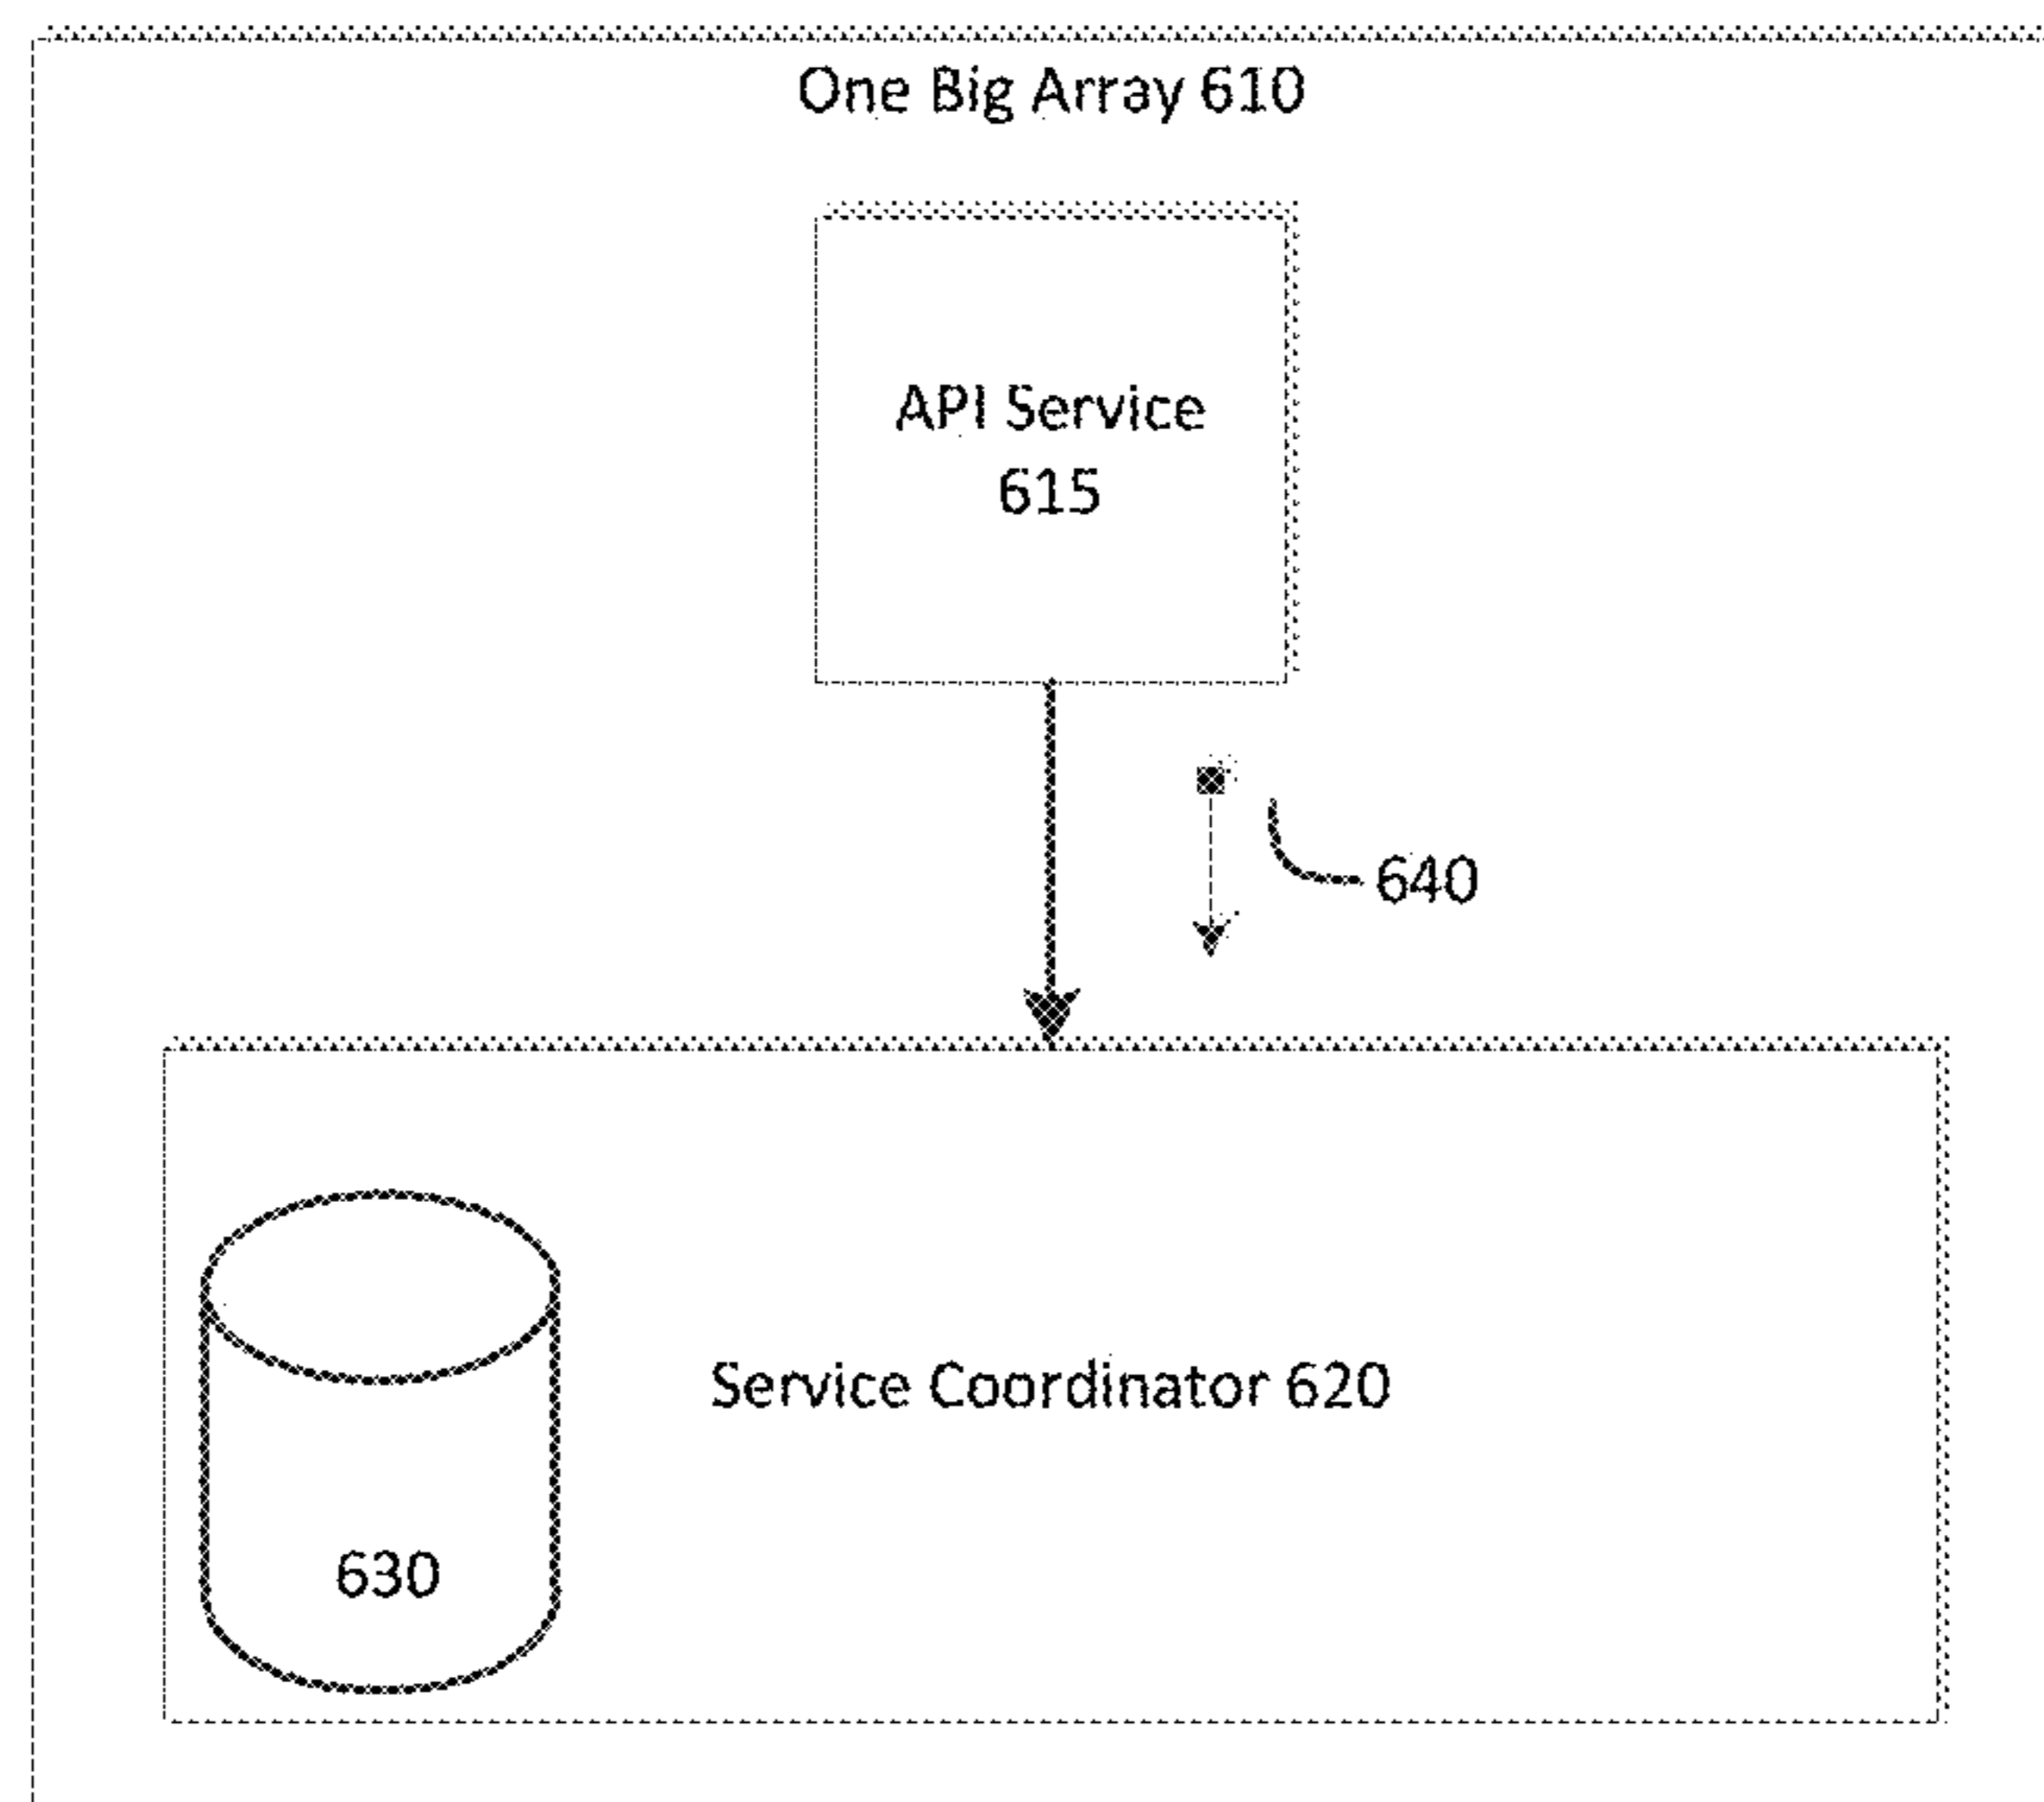 One Big Array 610
API Service
615
640
Service Coordinator 620
630